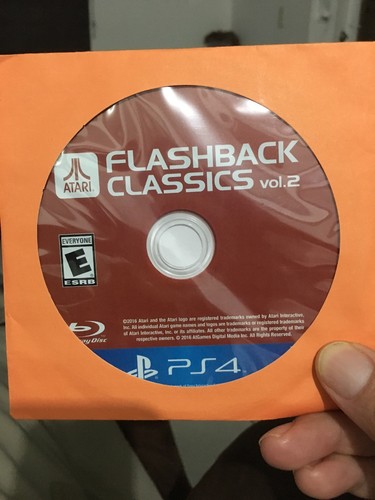 FLASHBACK
CLASSICS vol.2
ATARI
EVERYONE
E
ESRB
©2016 Atari and the Atari logo are registered trademarks owned by Atari Interactive,
Inc. All individual Atari game names and logos are trademarks or registered trademarks
of Atari Interactive, Inc. or its affiliates. All other trademarks are the property of their
respective owners. © 2016 AtGames Digital Media Inc. All Rights Reserved.
ray Disc
PS4